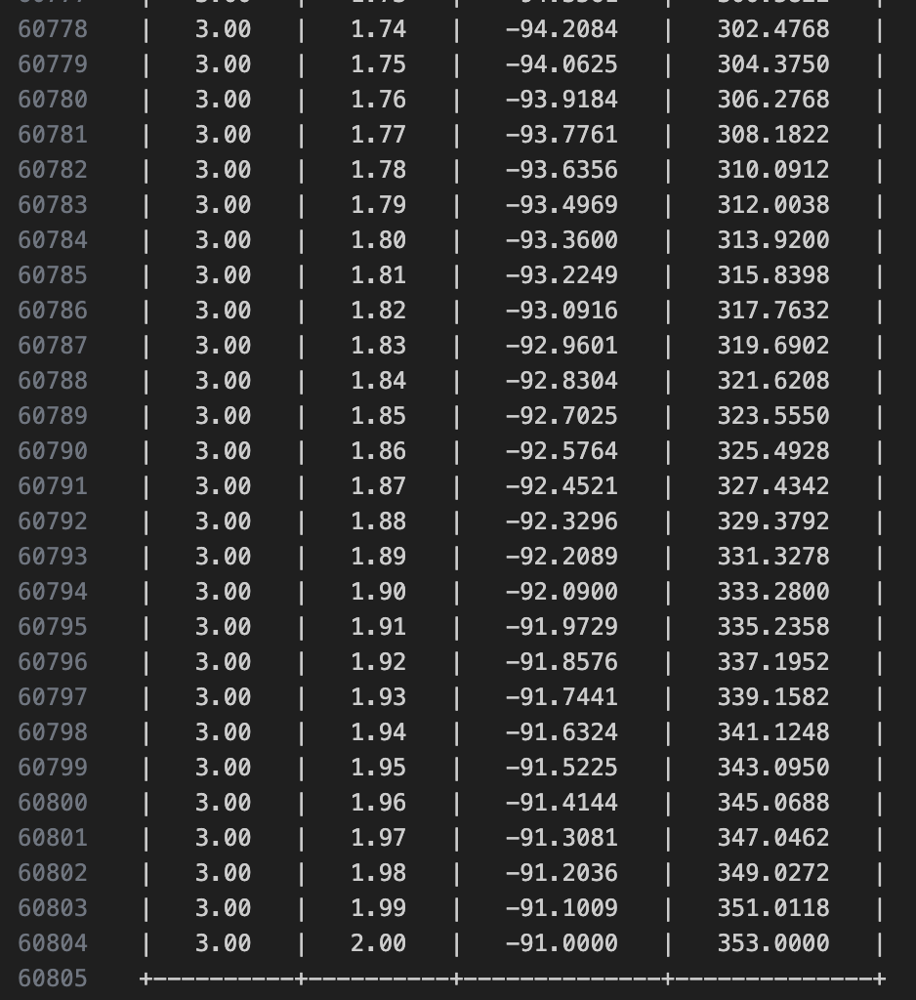 60778 | 3.00 | 1.74 | -94.2084 | 302.4768 |
60779 | 3.00 | 1.75 | -94.0625 | 304.3750 |
60780 | 3.00 | 1.76 | -93.9184 | 306.2768 |
60781 | 3.00 | 1.77 | -93.7761 | 308.1822 |
60782 | 3.00 | 1.78 | -93.6356 | 310.0912 |
60783 | 3.00 | 1.79 | -93.4969 | 312.0038 |
60784 | 3.00 | 1.80 | -93.3600 | 313.9200 |
60785 | 3.00 | 1.81 | -93.2249 | 315.8398 |
60786 | 3.00 | 1.82 | -93.0916 | 317.7632 |
60787 | 3.00 | 1.83 | -92.9601 | 319.6902 |
60788 | 3.00 | 1.84 | -92.8304 | 321.6208 |
60789 | 3.00 | 1.85 | -92.7025 | 323.5550 |
60790 | 3.00 | 1.86 | -92.5764 | 325.4928 |
60791 | 3.00 | 1.87 | -92.4521 | 327.4342 |
60792 | 3.00 | 1.88 | -92.3296 | 329.3792 |
60793 | 3.00 | 1.89 | -92.2089 | 331.3278 |
60794 | 3.00 | 1.90 | -92.0900 | 333.2800 |
60795 | 3.00 | 1.91 | -91.9729 | 335.2358 |
60796 | 3.00 | 1.92 | -91.8576 | 337.1952 |
60797 | 3.00 | 1.93 | -91.7441 | 339.1582 |
60798 | 3.00 | 1.94 | -91.6324 | 341.1248 |
60799 | 3.00 | 1.95 | -91.5225 | 343.0950 |
60800 | 3.00 | 1.96 | -91.4144 | 345.0688 |
60801 | 3.00 | 1.97 | -91.3081 | 347.0462 |
60802 | 3.00 | 1.98 | -91.2036 | 349.0272 |
60803 | 3.00 | 1.99 | -91.1009 | 351.0118 |
60804 | 3.00 | 2.00 | -91.0000 | 353.0000 |
60805 +----------+----------+--------------+--------------+